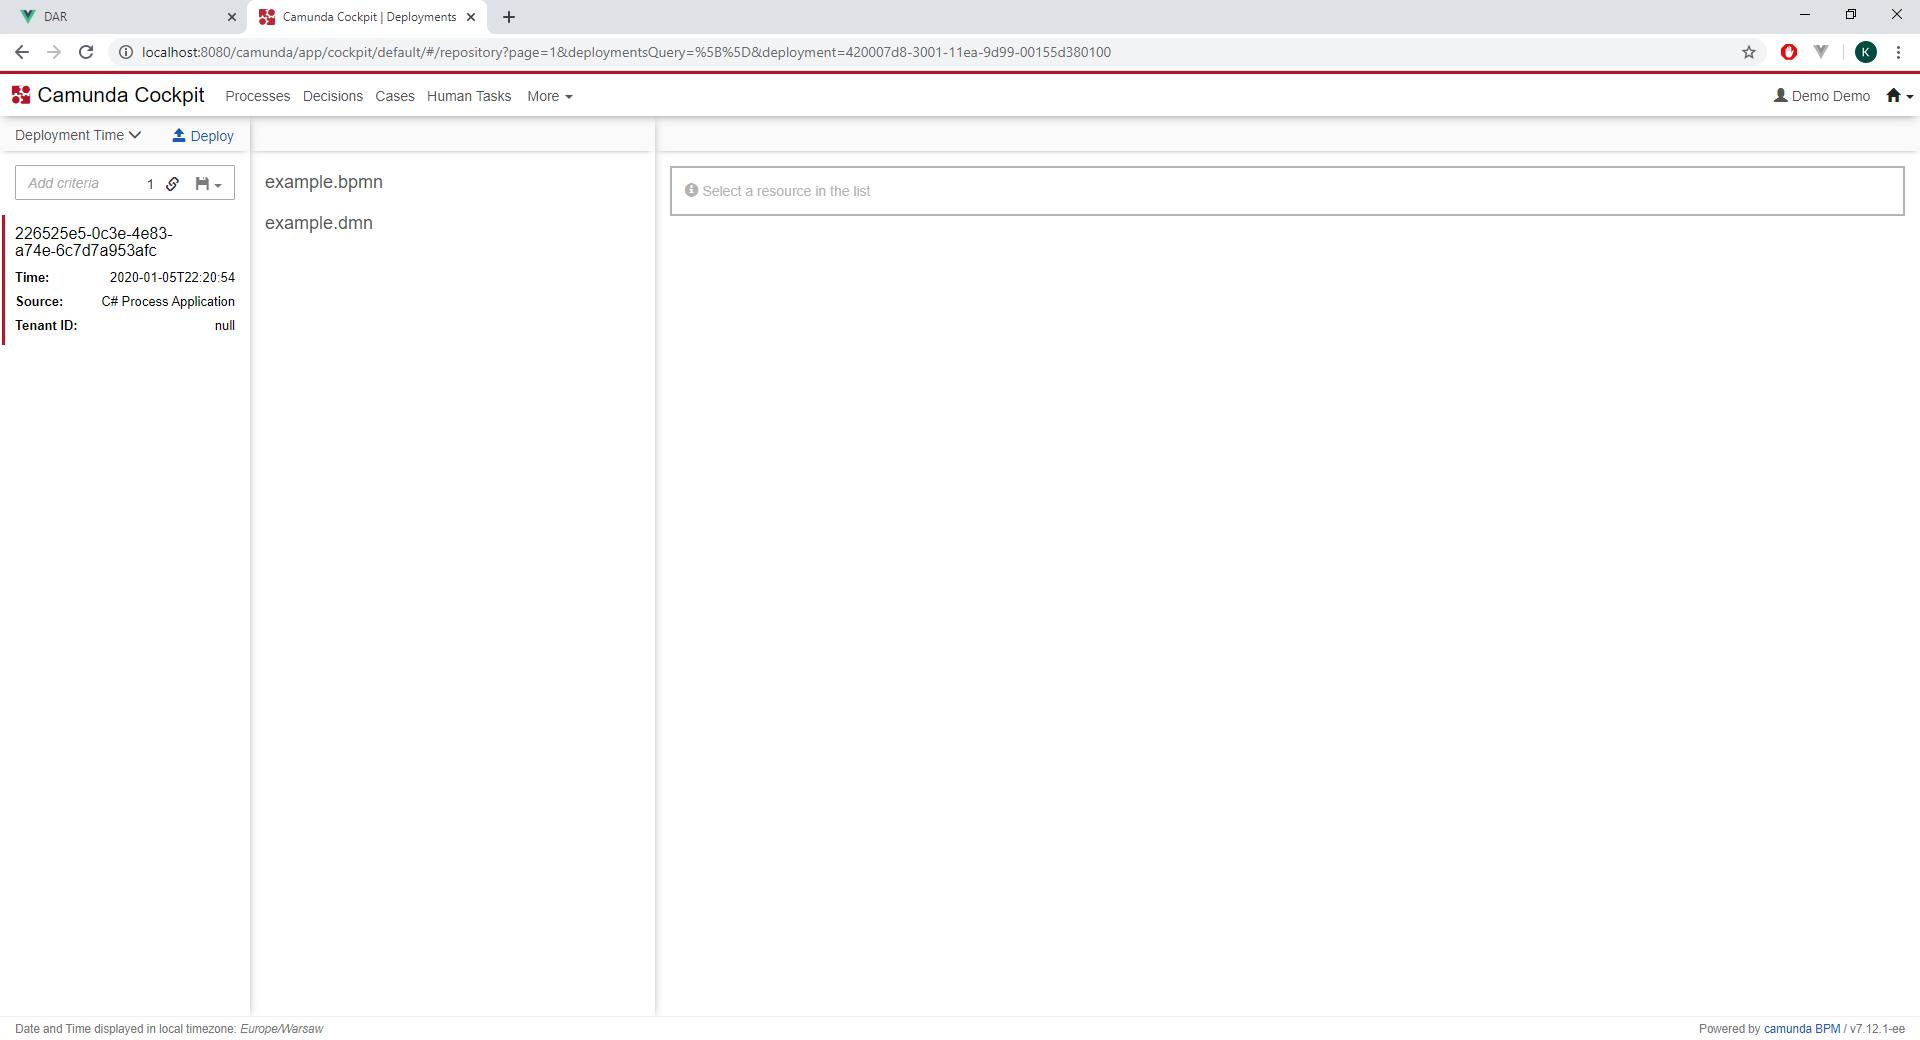 DAR
Camunda Cockpit | Deployments
localhost:8080/camunda/app/cockpit/default/#/repository?page=1&deploymentsQuery=%5B%5D&deployment=420007d8-3001-11ea-9d99-00155d380100
K
Camunda Cockpit
Processes Decisions Cases Human Tasks More
Demo Demo
Deployment Time
Deploy
Add criteria 1
226525e5-0c3e-4e83-
a74e-6c7d7a953afc
Time: 2020-01-05T22:20:54
Source: C# Process Application
Tenant ID: null
example.bpmn
example.dmn
Select a resource in the list
Date and Time displayed in local timezone: Europe/Warsaw
Powered by camunda BPM / v7.12.1-ee